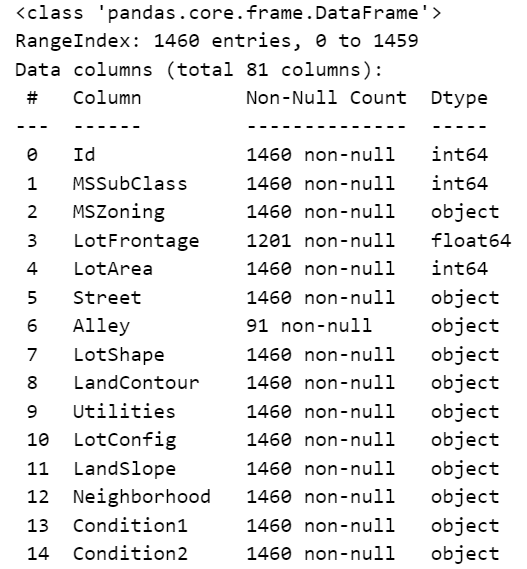 <class 'pandas.core.frame.DataFrame'>
RangeIndex: 1460 entries, 0 to 1459
Data columns (total 81 columns):
 #   Column         Non-Null Count  Dtype
---  ------         --------------  -----
 0   Id             1460 non-null   int64
 1   MSSubClass     1460 non-null   int64
 2   MSZoning       1460 non-null   object
 3   LotFrontage    1201 non-null   float64
 4   LotArea        1460 non-null   int64
 5   Street         1460 non-null   object
 6   Alley          91 non-null     object
 7   LotShape       1460 non-null   object
 8   LandContour    1460 non-null   object
 9   Utilities      1460 non-null   object
 10  LotConfig      1460 non-null   object
 11  LandSlope      1460 non-null   object
 12  Neighborhood   1460 non-null   object
 13  Condition1     1460 non-null   object
 14  Condition2     1460 non-null   object